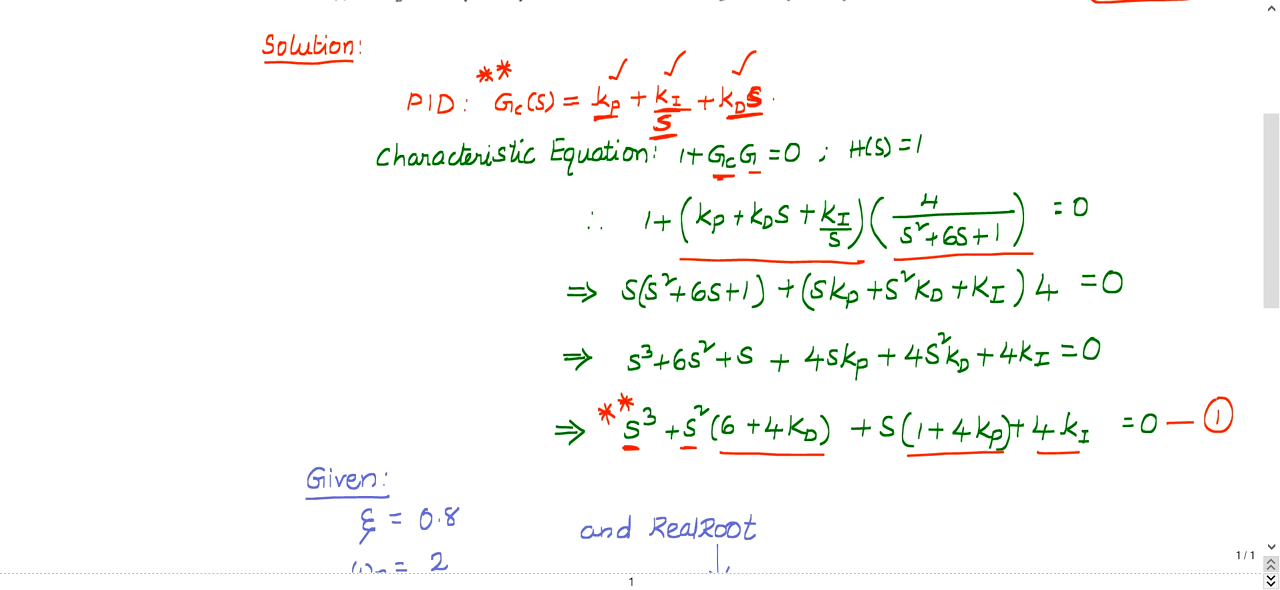 Solution:
PID: ** Gc(s) = kp + kI/s + kDs.
Characteristic Equation: 1+GcG=0 ; H(s)=1
∴ 1+(kp+kDs+kI/s)(4/(s²+6s+1)) =0
⇒ s(s²+6s+1)+(skp+s²kD+kI)4 =0
⇒ s³+6s²+s + 4skp+4s²kD+4kI=0
⇒ ** s³+s²(6+4kD) +s(1+4kp)+4kI =0 — ①
Given:
ξ = 0.8 and RealRoot
ωn = 2
1 / 1
1